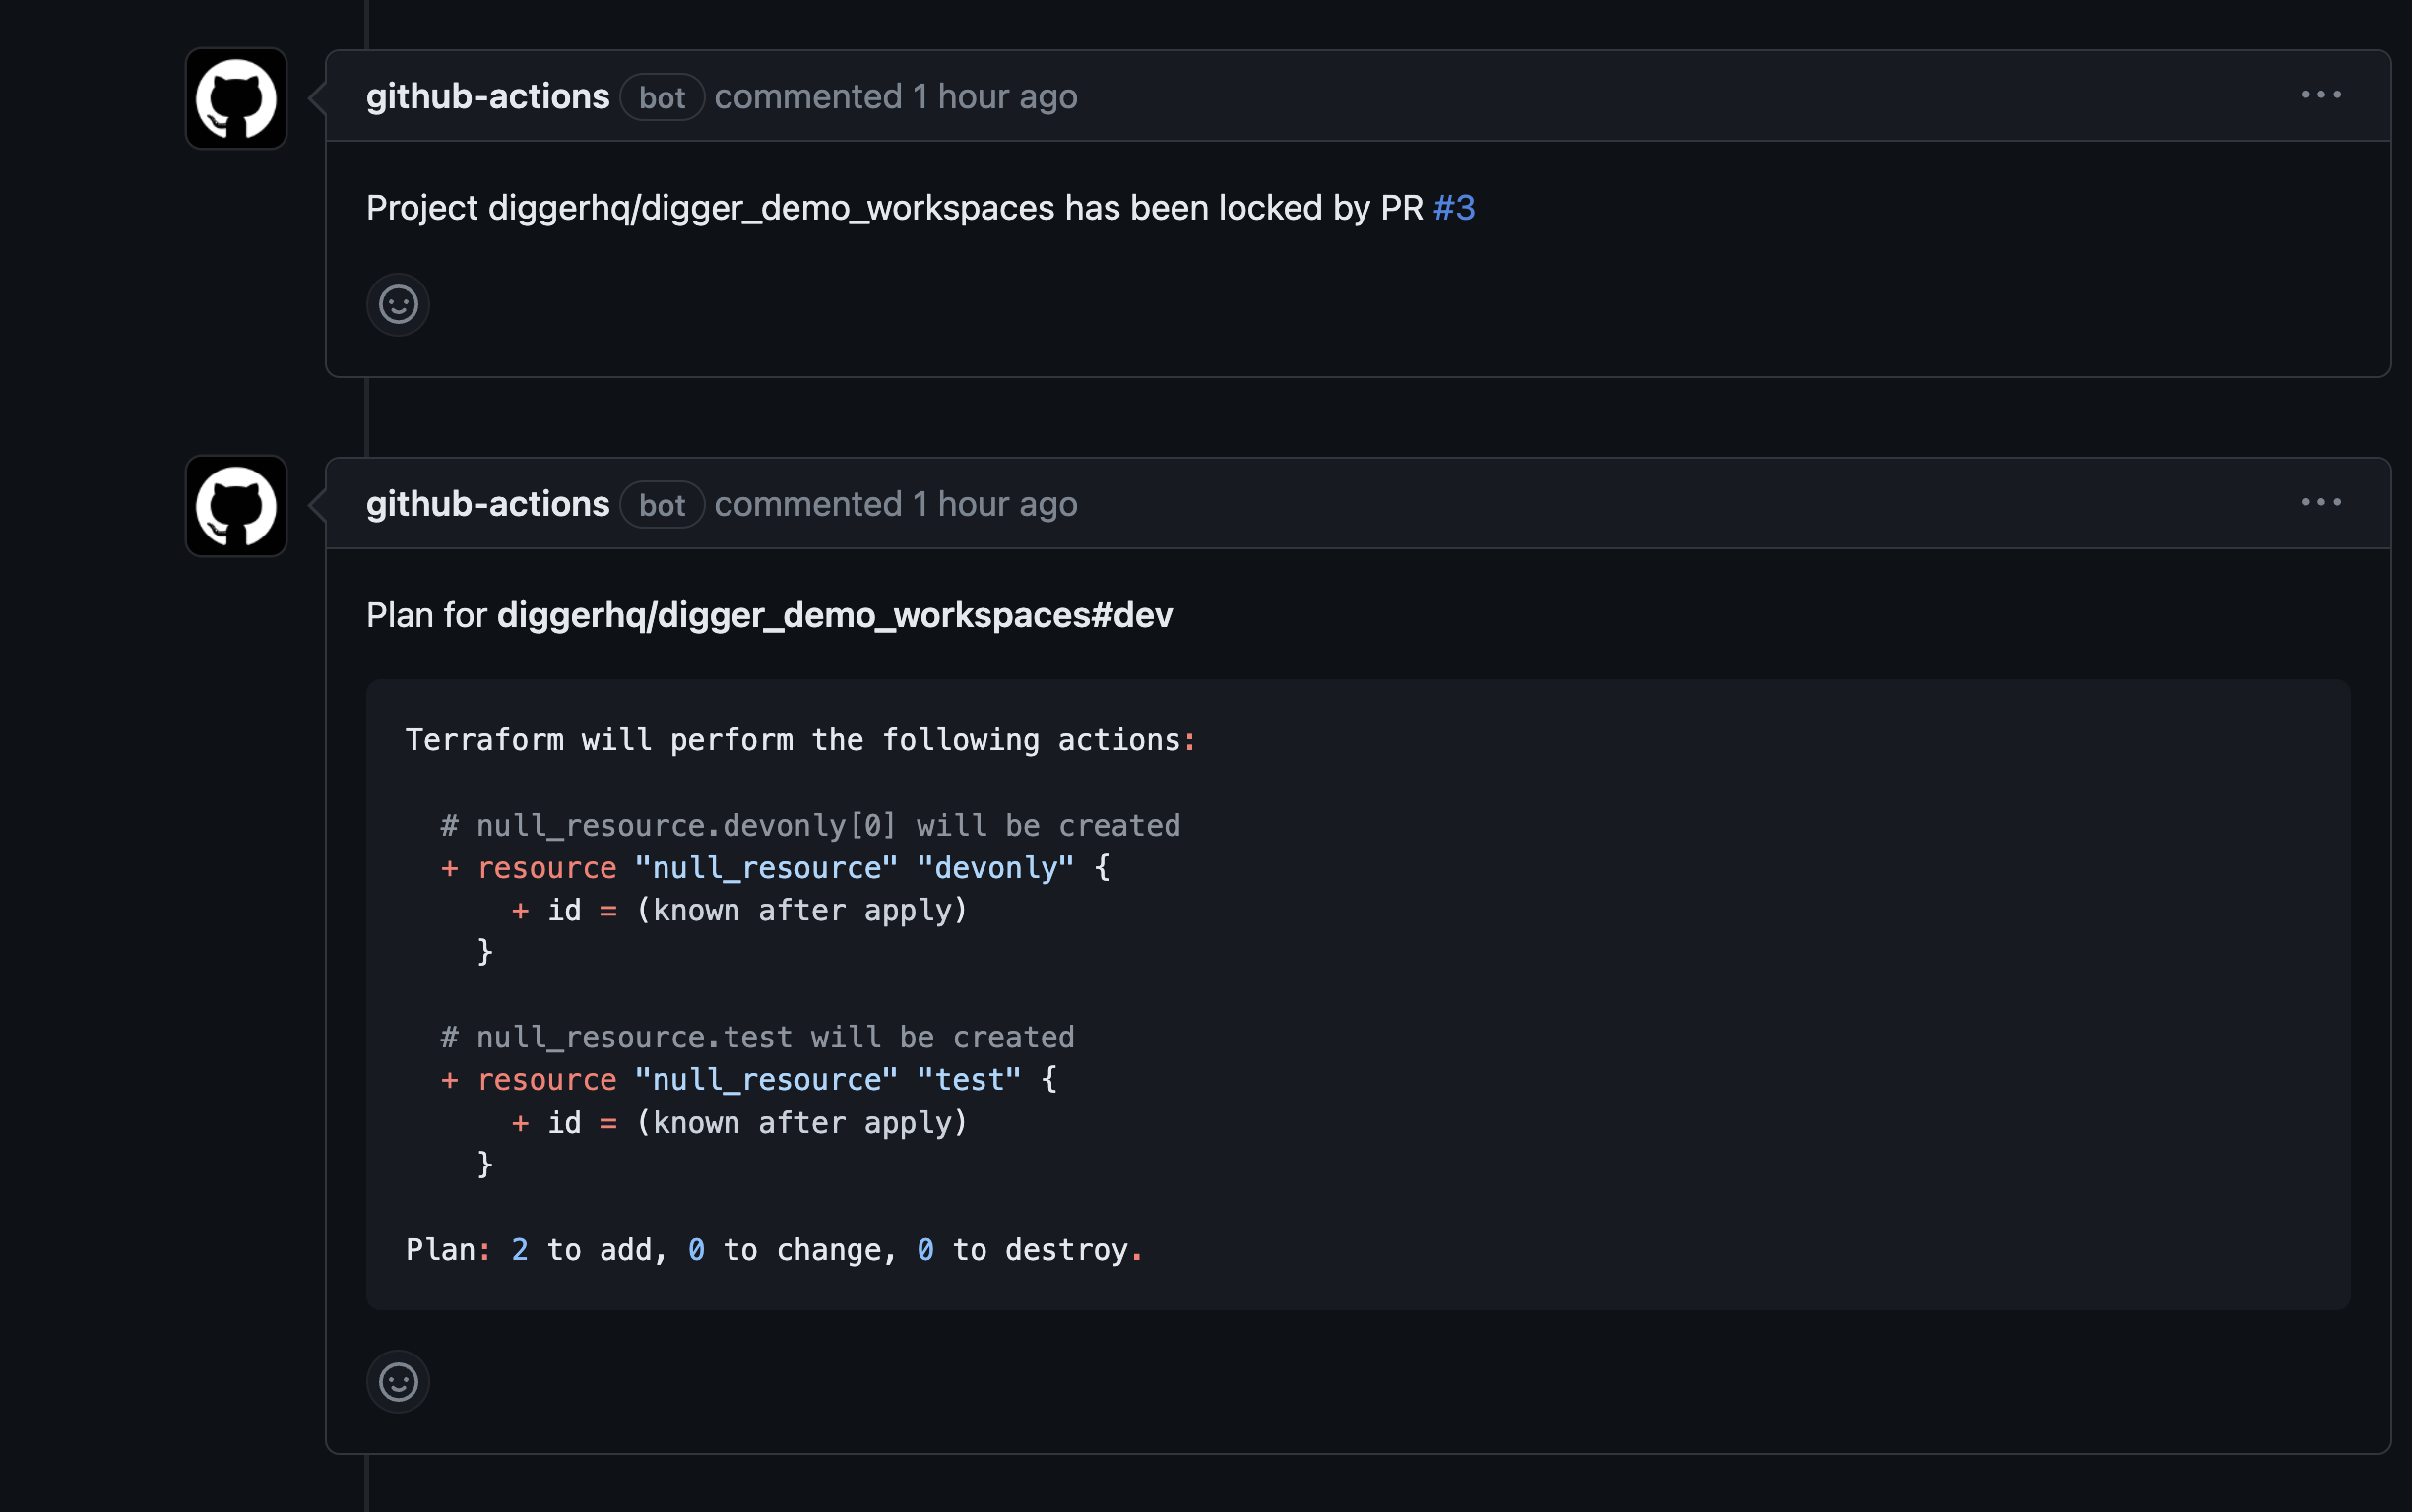 github-actions bot commented 1 hour ago
Project diggerhq/digger_demo_workspaces has been locked by PR #3
github-actions bot commented 1 hour ago
Plan for diggerhq/digger_demo_workspaces#dev
Terraform will perform the following actions:
# null_resource.devonly[0] will be created
+ resource "null_resource" "devonly" {
+ id = (known after apply)
}
# null_resource.test will be created
+ resource "null_resource" "test" {
+ id = (known after apply)
}
Plan: 2 to add, 0 to change, 0 to destroy.